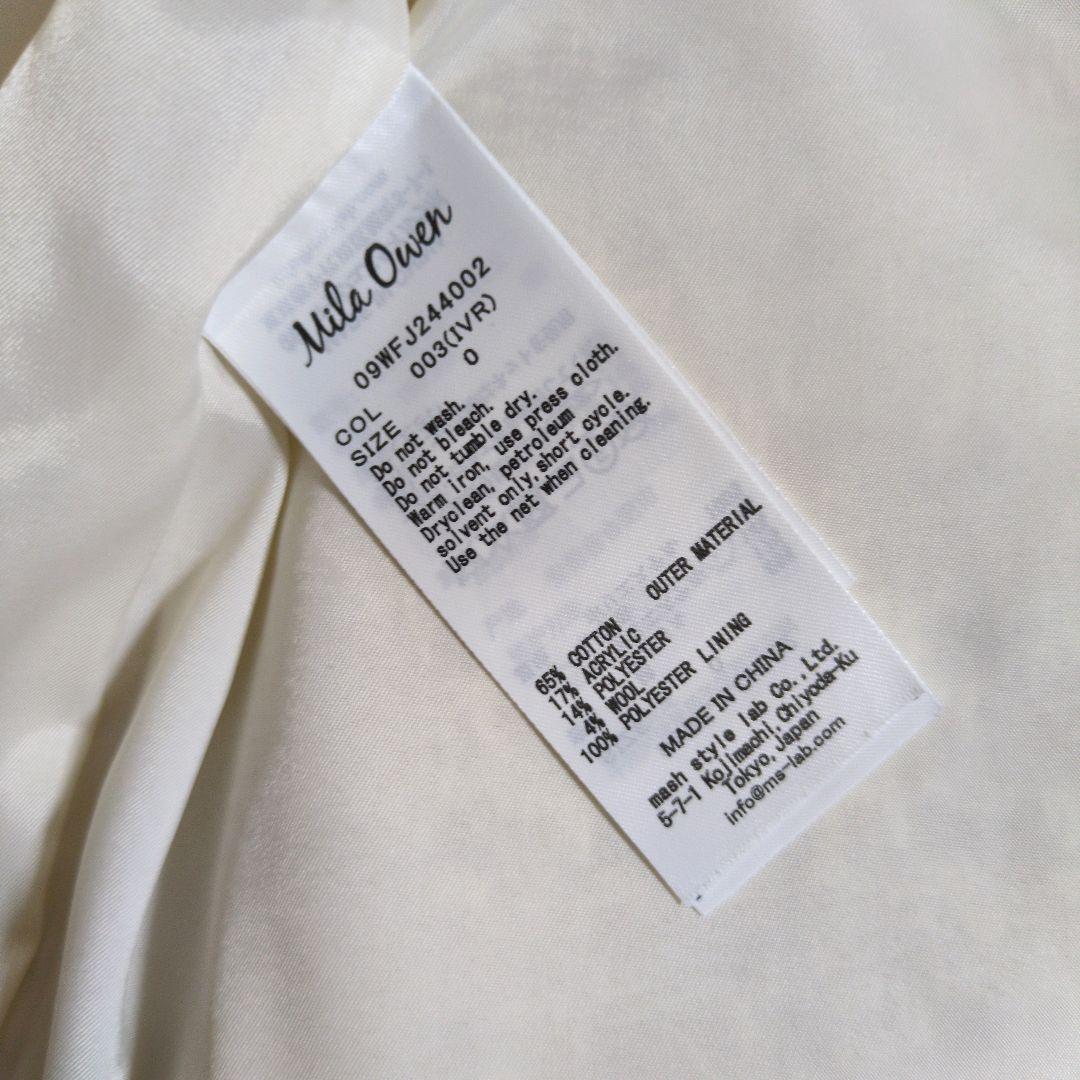 Mila Owen
09WFJ244002
COL 003(IVR)
SIZE 0
Do not wash.
Do not bleach.
Do not tumble dry.
Warm iron, use press cloth.
Dryclean, petroleum
solvent only, short cycle.
Use the net when cleaning.
OUTER MATERIAL
65% COTTON
17% ACRYLIC
14% POLYESTER
4% WOOL
100% POLYESTER LINING
MADE IN CHINA
mash style lab Co., Ltd.
5-7-1 Kojimachi, Chiyoda-Ku
Tokyo, Japan
info@ms-lab.com